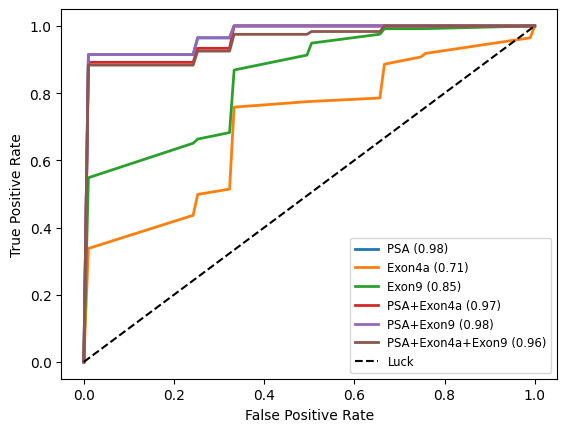 1.0
0.8
0.6
0.4
0.2
0.0
True Positive Rate
0.0 0.2 0.4 0.6 0.8 1.0
False Positive Rate
PSA (0.98)
Exon4a (0.71)
Exon9 (0.85)
PSA+Exon4a (0.97)
PSA+Exon9 (0.98)
PSA+Exon4a+Exon9 (0.96)
Luck